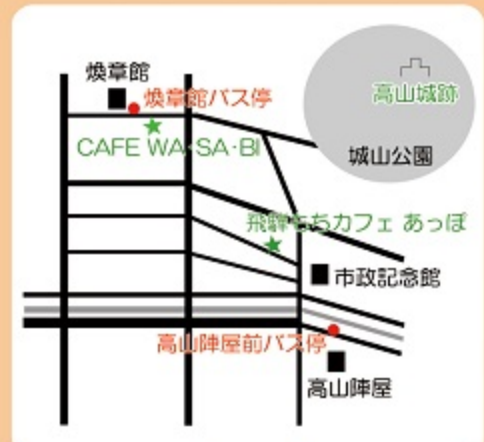 煥章館
煥章館バス停
高山城跡
CAFE WA・SA・BI
城山公園
飛騨もちカフェ あっぽ
市政記念館
高山陣屋前バス停
高山陣屋